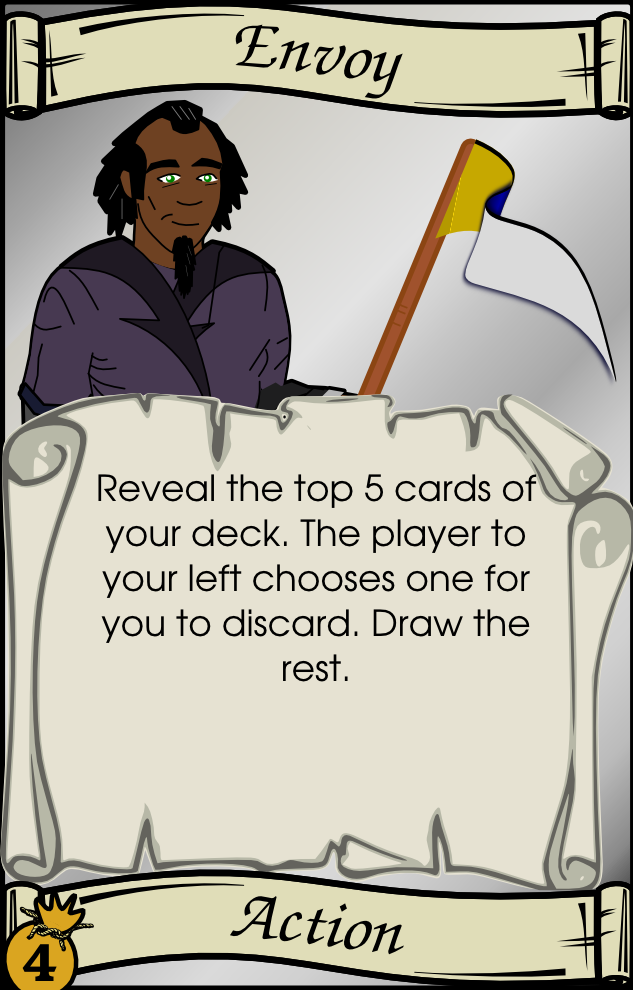 Envoy
Reveal the top 5 cards of
your deck. The player to
your left chooses one for
you to discard. Draw the
rest.
Action
4